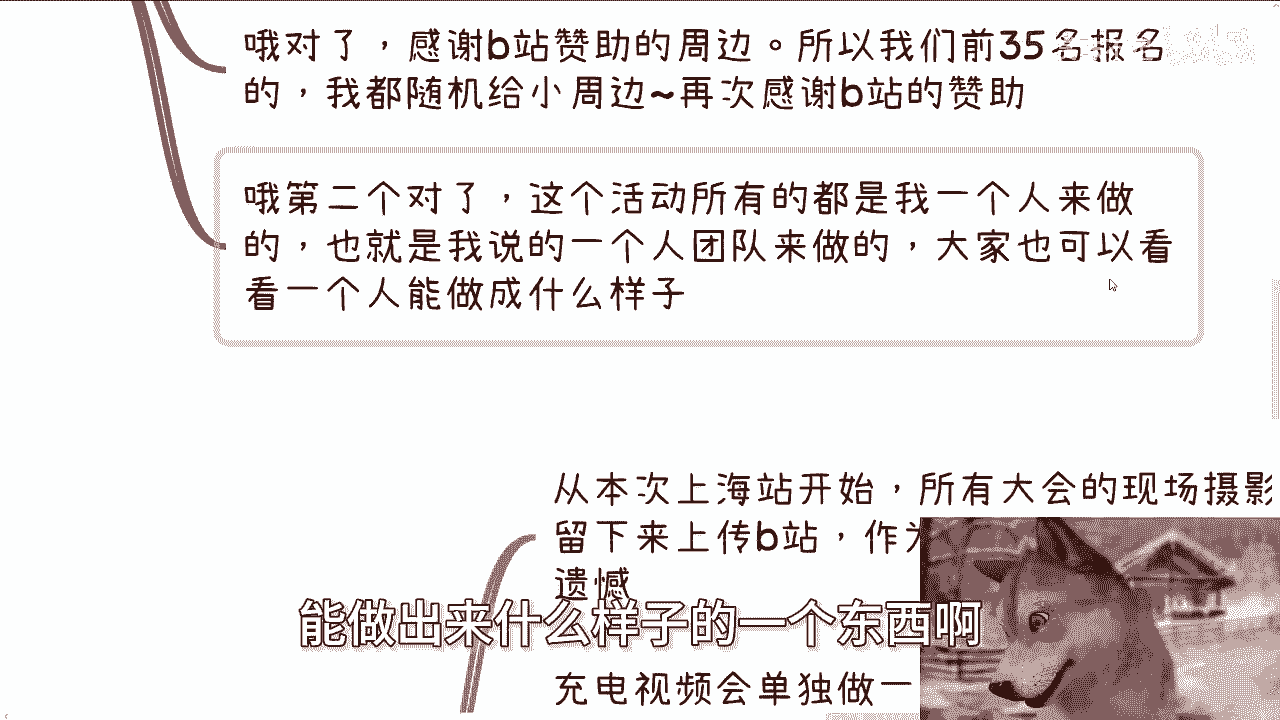 哦对了，感谢b站赞助的周边。所以我们前35名报名
的，我都随机给小周边~再次感谢b站的赞助
哦第二个对了，这个活动所有的都是我一个人来做
的，也就是我说的一个人团队来做的，大家也可以看
看一个人能做成什么样子
从本次上海站开始，所有大会的现场摄影
留下来上传b站，作为
遗憾
能做出来什么样子的一个东西啊
充电视频会单独做一